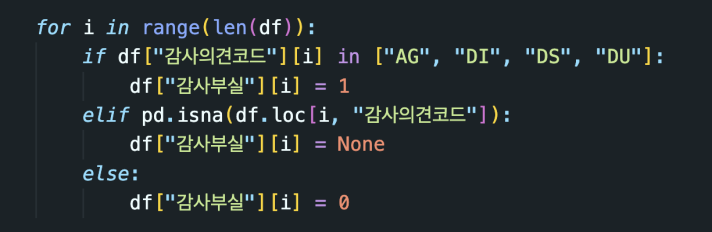 for i in range(len(df)):
    if df["감사의견코드"][i] in ["AG", "DI", "DS", "DU"]:
        df["감사부실"][i] = 1
    elif pd.isna(df.loc[i, "감사의견코드"]):
        df["감사부실"][i] = None
    else:
        df["감사부실"][i] = 0